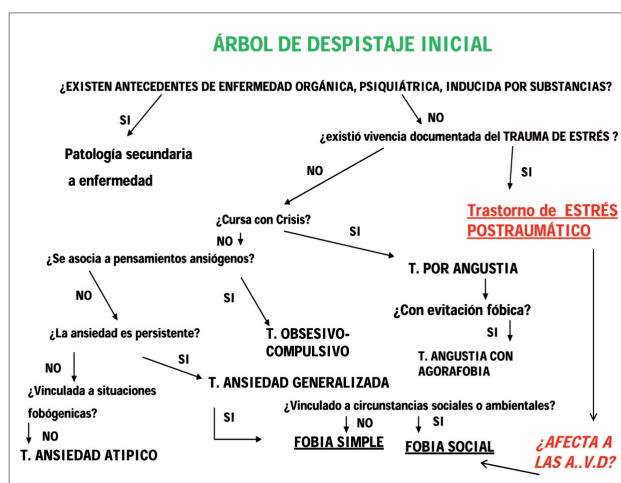 ÁRBOL DE DESPISTAJE INICIAL
¿EXISTEN ANTECEDENTES DE ENFERMEDAD ORGÁNICA, PSIQUIÁTRICA, INDUCIDA POR SUBSTANCIAS?
SI
NO
¿existió vivencia documentada del TRAUMA DE ESTRÉS ?
Patología secundaria
a enfermedad
NO
SI
Trastorno de ESTRÉS
POSTRAUMÁTICO
¿Cursa con Crisis?
NO
SI
¿Se asocia a pensamientos ansiógenos?
T. POR ANGUSTIA
NO
SI
¿Con evitación fóbica?
SI
¿La ansiedad es persistente?
T. OBSESIVO-
COMPULSIVO
T. ANGUSTIA CON
AGORAFOBIA
NO
SI
T. ANSIEDAD GENERALIZADA
¿Vinculada a situaciones
fobógenicas?
SI
¿Vinculado a circunstancias sociales o ambientales?
NO
SI
NO
FOBIA SIMPLE
FOBIA SOCIAL
T. ANSIEDAD ATIPICO
¿AFECTA A
LAS A..V.D?